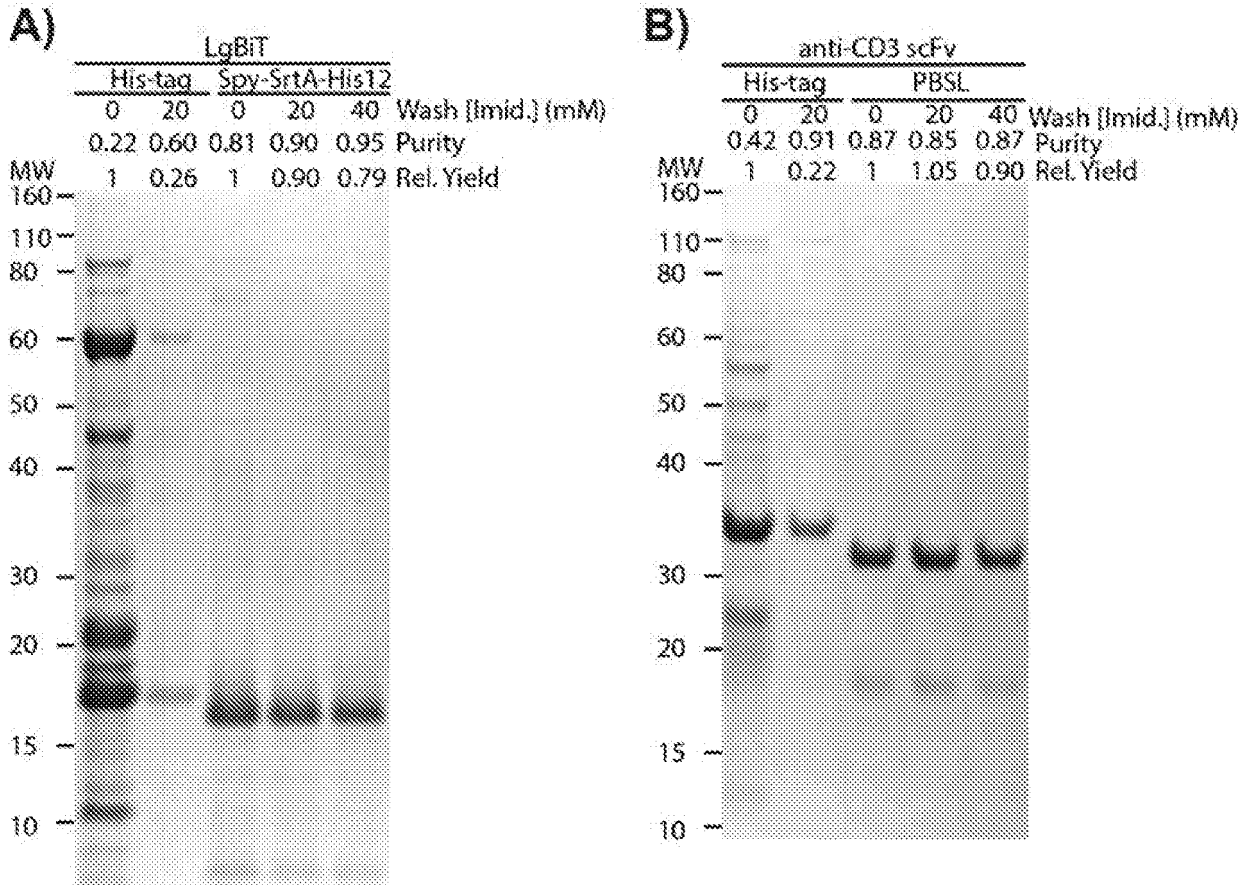 A)
LgBiT
His-tag Spy-SrtA-His12
0 20 0 20 40 Wash [Imid.] (mM)
0.22 0.60 0.81 0.90 0.95 Purity
MW 1 0.26 1 0.90 0.79 Rel. Yield
160
110
80
60
50
40
30
20
15
10
B)
anti-CD3 scFv
His-tag PBSL
0 20 0 20 40 Wash [Imid.] (mM)
0.42 0.91 0.87 0.85 0.87 Purity
MW 1 0.22 1 1.05 0.90 Rel. Yield
160
110
80
60
50
40
30
20
15
10